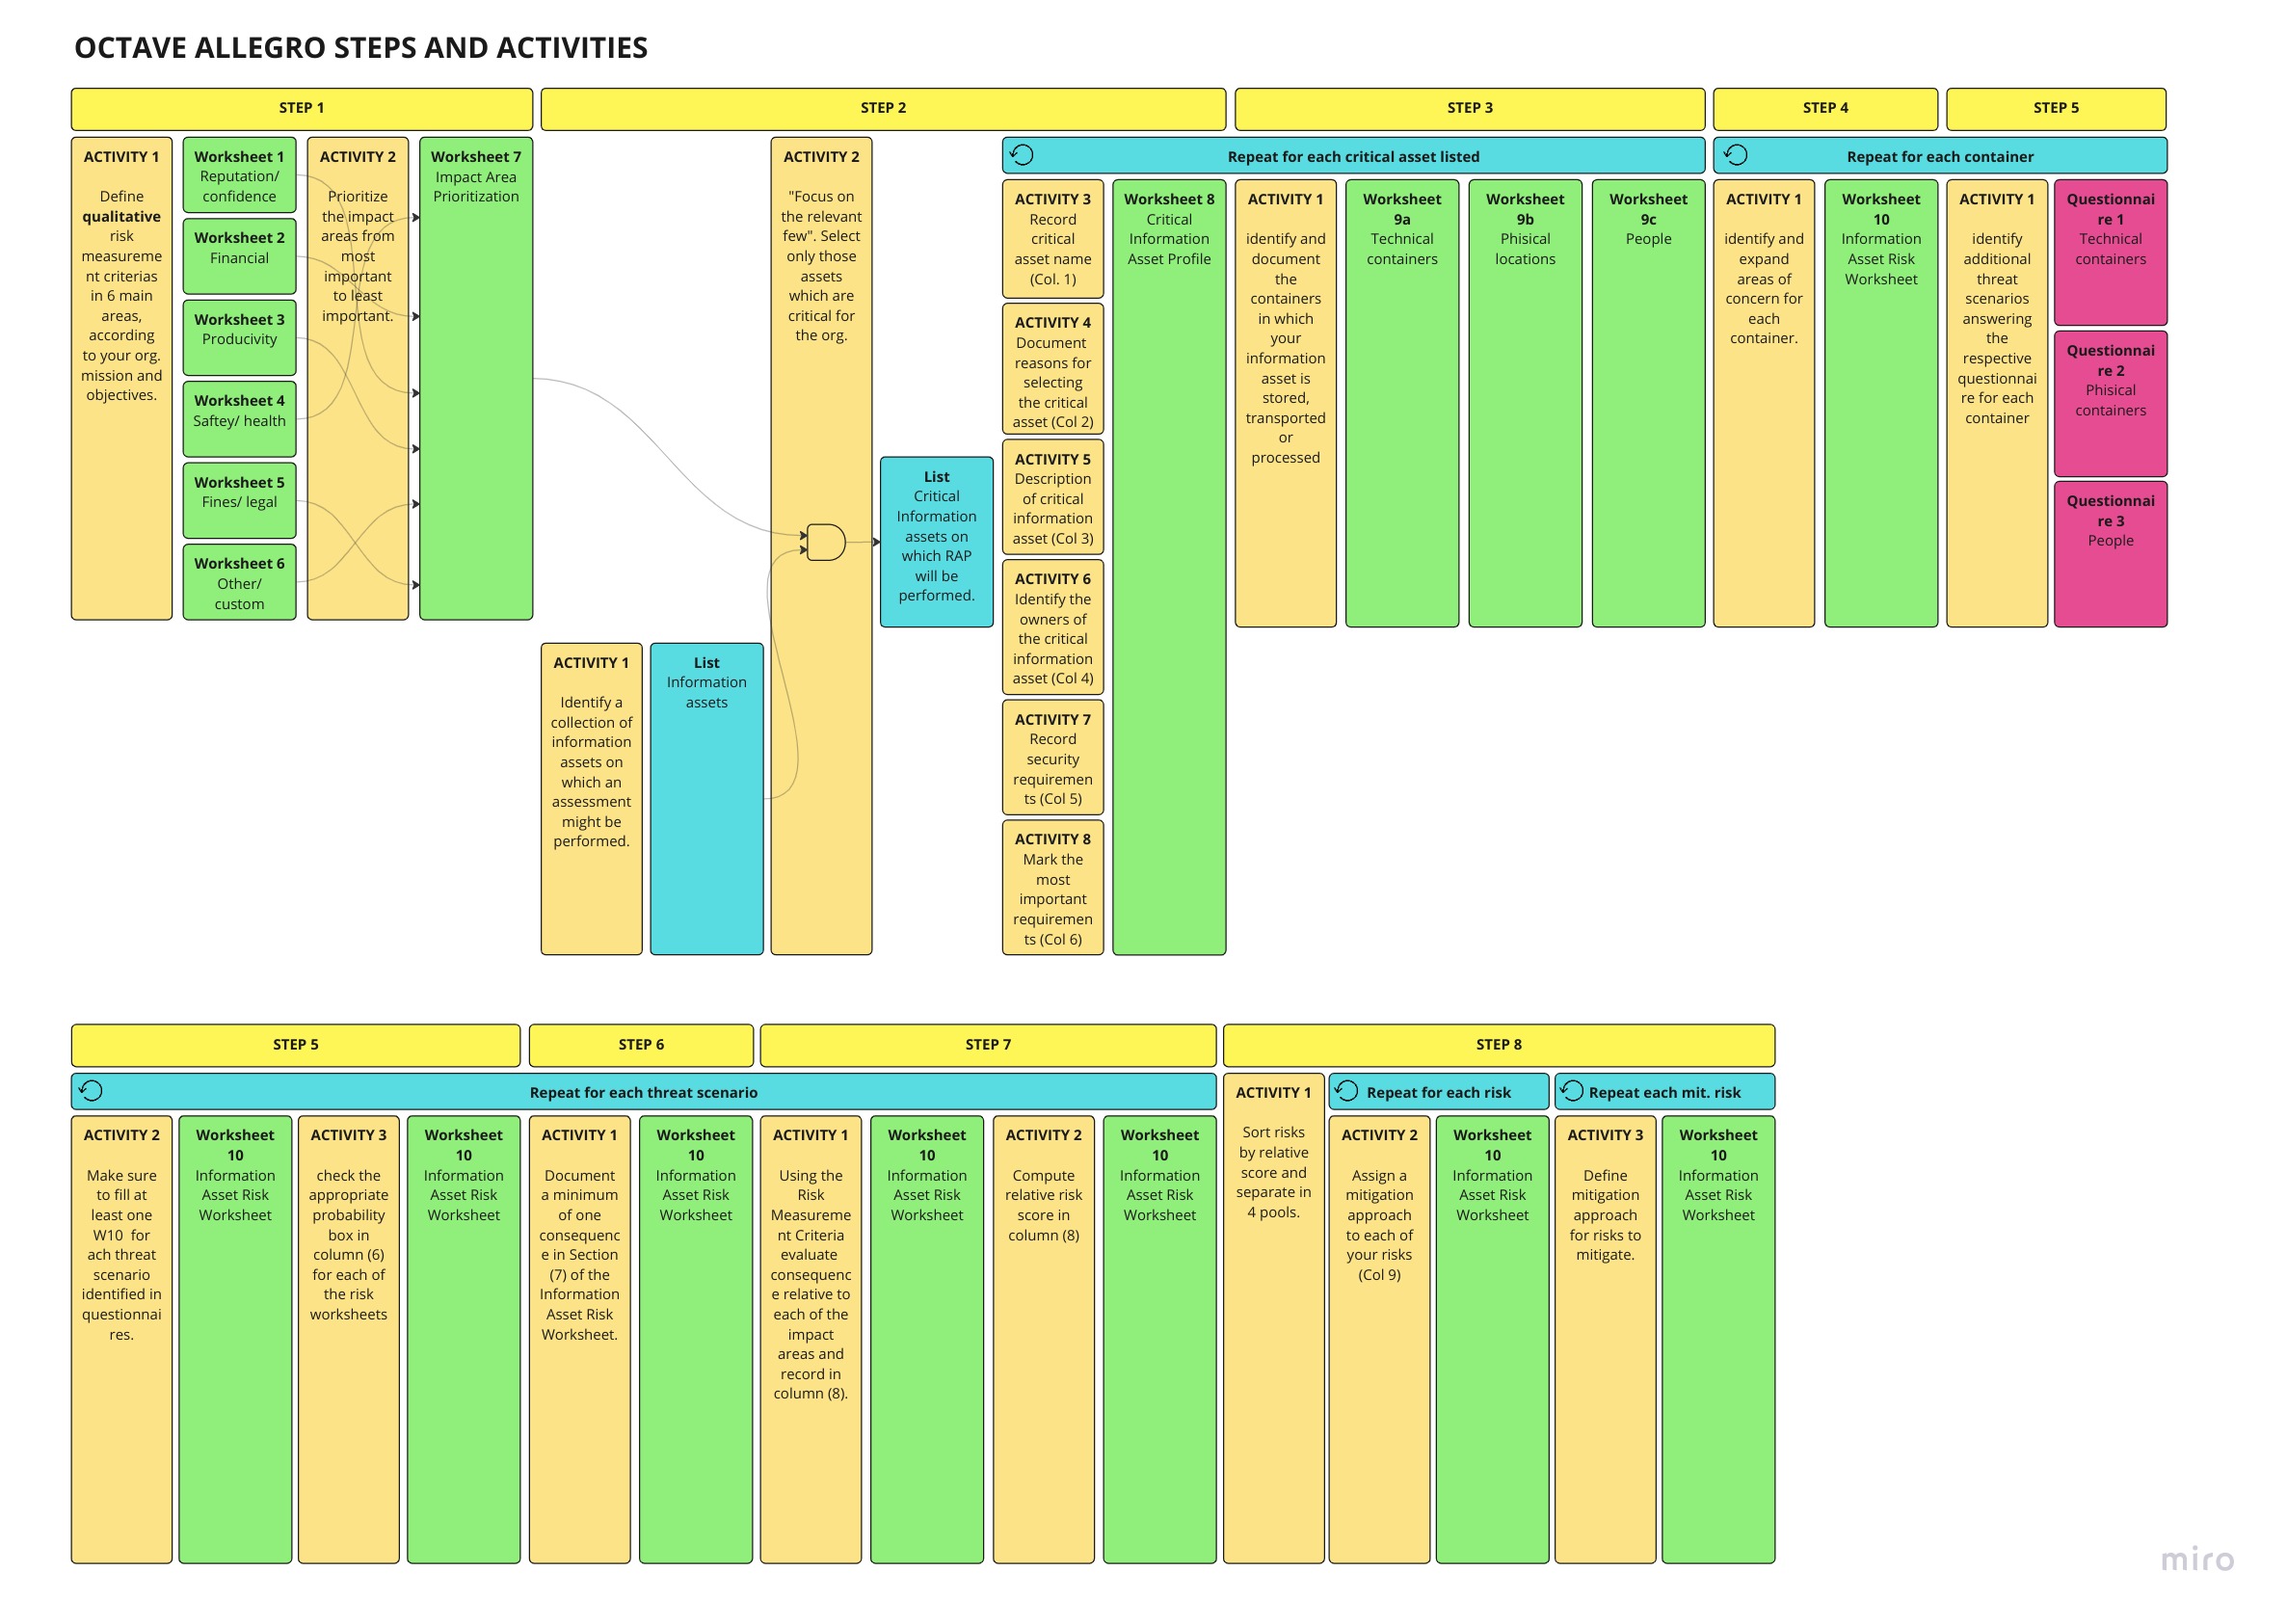 OCTAVE ALLEGRO STEPS AND ACTIVITIES
STEP 1
STEP 2
STEP 3
STEP 4
STEP 5
ACTIVITY 1
Define
qualitative
risk
measureme
nt criterias
in 6 main
areas,
according
to your org.
mission and
objectives.
Worksheet 1
Reputation/
confidence
Worksheet 2
Financial
Worksheet 3
Producivity
Worksheet 4
Saftey/ health
Worksheet 5
Fines/ legal
Worksheet 6
Other/
custom
ACTIVITY 2
Prioritize
the impact
areas from
most
important
to least
important.
Worksheet 7
Impact Area
Prioritization
ACTIVITY 1
Identify a
collection of
information
assets on
which an
assessment
might be
performed.
List
Information
assets
ACTIVITY 2
"Focus on
the relevant
few". Select
only those
assets
which are
critical for
the org.
List
Critical
Information
assets on
which RAP
will be
performed.
Repeat for each critical asset listed
ACTIVITY 3
Record
critical
asset name
(Col. 1)
ACTIVITY 4
Document
reasons for
selecting
the critical
asset (Col 2)
ACTIVITY 5
Description
of critical
information
asset (Col 3)
ACTIVITY 6
Identify the
owners of
the critical
information
asset (Col 4)
ACTIVITY 7
Record
security
requiremen
ts (Col 5)
ACTIVITY 8
Mark the
most
important
requiremen
ts (Col 6)
Worksheet 8
Critical
Information
Asset Profile
ACTIVITY 1
identify and
document
the
containers
in which
your
information
asset is
stored,
transported
or
processed
Worksheet
9a
Technical
containers
Worksheet
9b
Phisical
locations
Worksheet
9c
People
Repeat for each container
ACTIVITY 1
identify and
expand
areas of
concern for
each
container.
Worksheet
10
Information
Asset Risk
Worksheet
ACTIVITY 1
identify
additional
threat
scenarios
answering
the
respective
questionnai
re for each
container
Questionnai
re 1
Technical
containers
Questionnai
re 2
Phisical
containers
Questionnai
re 3
People
STEP 5
STEP 6
STEP 7
STEP 8
Repeat for each threat scenario
ACTIVITY 2
Make sure
to fill at
least one
W10 for
ach threat
scenario
identified in
questionnai
res.
Worksheet
10
Information
Asset Risk
Worksheet
ACTIVITY 3
check the
appropriate
probability
box in
column (6)
for each of
the risk
worksheets
Worksheet
10
Information
Asset Risk
Worksheet
ACTIVITY 1
Document
a minimum
of one
consequenc
e in Section
(7) of the
Information
Asset Risk
Worksheet.
Worksheet
10
Information
Asset Risk
Worksheet
ACTIVITY 1
Using the
Risk
Measureme
nt Criteria
evaluate
consequenc
e relative to
each of the
impact
areas and
record in
column (8).
Worksheet
10
Information
Asset Risk
Worksheet
ACTIVITY 2
Compute
relative risk
score in
column (8)
Worksheet
10
Information
Asset Risk
Worksheet
ACTIVITY 1
Sort risks
by relative
score and
separate in
4 pools.
Repeat for each risk
ACTIVITY 2
Assign a
mitigation
approach
to each of
your risks
(Col 9)
Worksheet
10
Information
Asset Risk
Worksheet
Repeat each mit. risk
ACTIVITY 3
Define
mitigation
approach
for risks to
mitigate.
Worksheet
10
Information
Asset Risk
Worksheet
miro